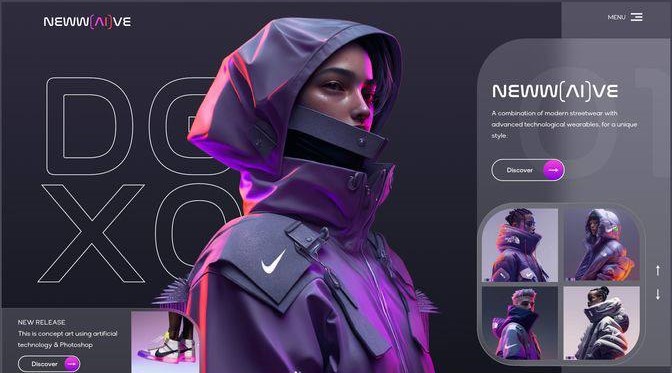 NEWW(AI)VE
MENU
DO
XO
01
NEWW(AI)VE
A combination of modern streetwear with
advanced technological wearables, for a unique
style.
Discover
NEW RELEASE
This is concept art using artificial
technology & Photoshop
Discover